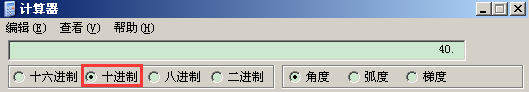 计算器
编辑(E) 查看(V) 帮助(H)
40.
十六进制 十进制 八进制 二进制 角度 弧度 梯度